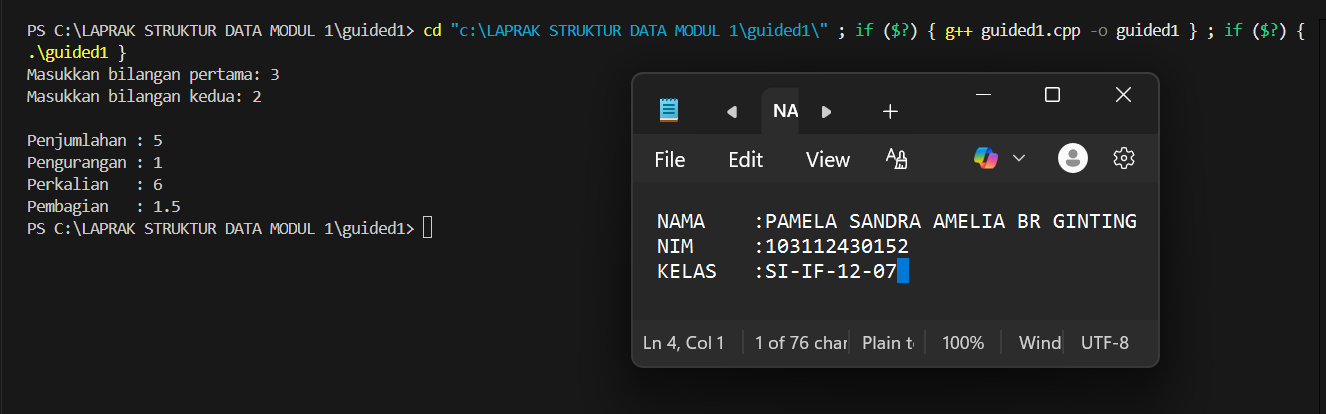 PS C:\LAPRAK STRUKTUR DATA MODUL 1\guided1> cd "c:\LAPRAK STRUKTUR DATA MODUL 1\guided1\" ; if ($?) { g++ guided1.cpp -o guided1 } ; if ($?) {
.\guided1 }
Masukkan bilangan pertama: 3
Masukkan bilangan kedua: 2
Penjumlahan : 5
Pengurangan : 1
Perkalian   : 6
Pembagian   : 1.5
PS C:\LAPRAK STRUKTUR DATA MODUL 1\guided1>
NA
File Edit View
NAMA    :PAMELA SANDRA AMELIA BR GINTING
NIM     :103112430152
KELAS   :SI-IF-12-07
Ln 4, Col 1 1 of 76 char Plain t 100% Wind UTF-8